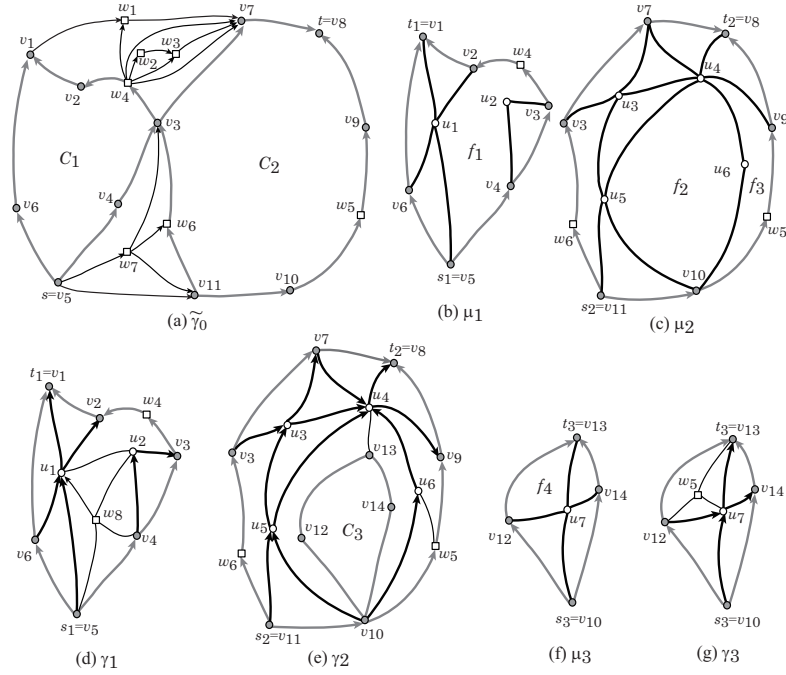 w1
v7
t=v8
v1
w2
w3
w4
v2
v3
v9
C1
C2
v4
v6
w5
w6
w7
s=v5
v11
v10
(a) γ̃0
t1=v1
v2
w4
u2
v3
u1
f1
v4
v6
s1=v5
(b) μ1
v7
t2=v8
u4
u3
v3
v9
u6
u5
f2
f3
w6
w5
s2=v11
v10
(c) μ2
t1=v1
v2
w4
u2
v3
u1
w8
v4
v6
s1=v5
(d) γ1
v7
t2=v8
u4
u3
v3
v13
v9
u6
v14
u5
v12
C3
w6
w5
s2=v11
v10
(e) γ2
t3=v13
f4
v14
u7
v12
s3=v10
(f) μ3
t3=v13
w5
v14
u7
v12
s3=v10
(g) γ3